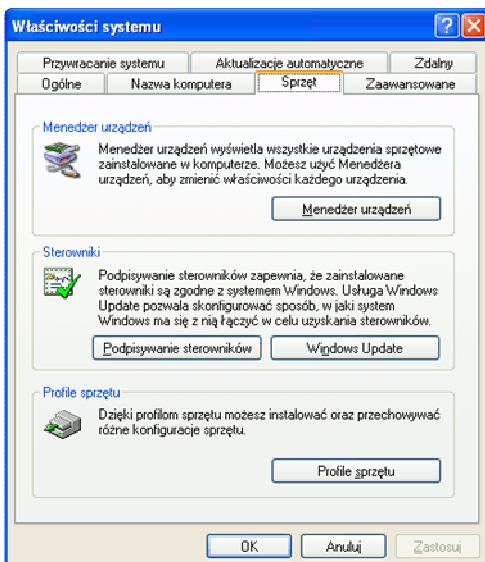 Właściwości systemu
Przywracanie systemu Aktualizacje automatyczne Zdalny
Ogólne Nazwa komputera Sprzęt Zaawansowane
Menedżer urządzeń
Menedżer urządzeń wyświetla wszystkie urządzenia sprzętowe
zainstalowane w komputerze. Możesz użyć Menedżera
urządzeń, aby zmienić właściwości każdego urządzenia.
Menedżer urządzeń
Sterowniki
Podpisywanie sterowników zapewnia, że zainstalowane
sterowniki są zgodne z systemem Windows. Usługa Windows
Update pozwala skonfigurować sposób, w jaki system
Windows ma się z nią łączyć w celu uzyskania sterowników.
Podpisywanie sterowników Windows Update
Profile sprzętu
Dzięki profilom sprzętu możesz instalować oraz przechowywać
różne konfiguracje sprzętu.
Profile sprzętu
OK Anuluj Zastosuj